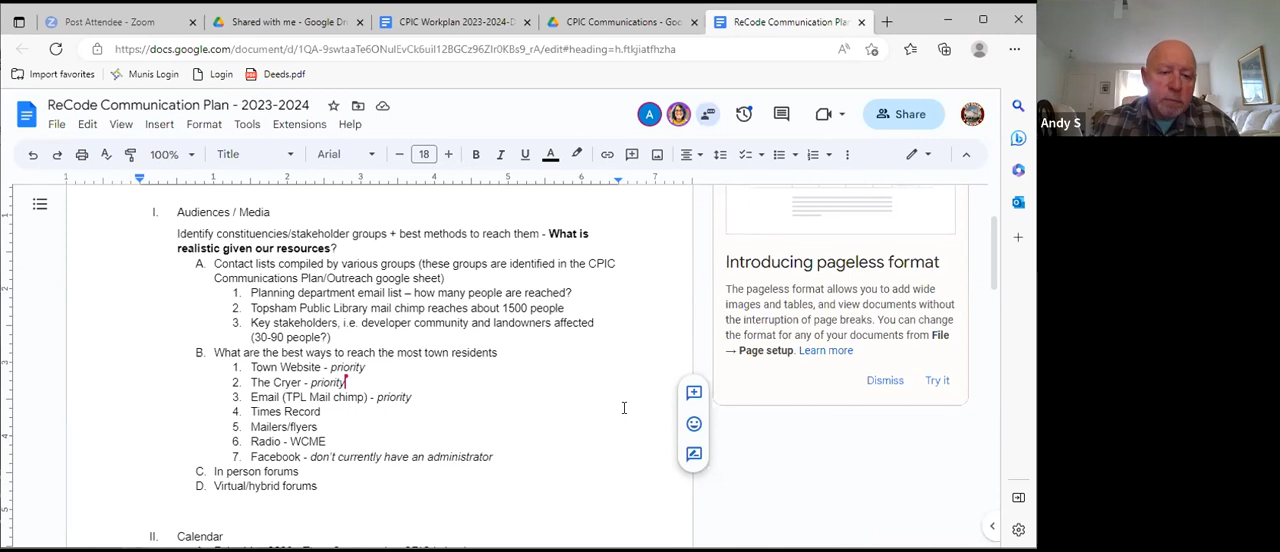 Post Attendee - Zoom
Shared with me - Google Dr
CPIC Workplan 2023-2024-D
CPIC Communications - Goo
ReCode Communication Plan
https://docs.google.com/document/d/
edit#heading=h.ftkjiatfhzha
Import favorites
Munis Login
Login
Deeds.pdf
ReCode Communication Plan - 2023-2024
Share
File Edit View Insert Format Tools Extensions Help
100% Title Arial 18 B I U A
1 1 2 3 4 5 6 7
I. Audiences / Media
Identify constituencies/stakeholder groups + best methods to reach them - What is
realistic given our resources?
A. Contact lists compiled by various groups (these groups are identified in the CPIC
Communications Plan/Outreach google sheet)
1. Planning department email list – how many people are reached?
2. Topsham Public Library mail chimp reaches about 1500 people
3. Key stakeholders, i.e. developer community and landowners affected
(30-90 people?)
B. What are the best ways to reach the most town residents
1. Town Website - priority
2. The Cryer - priority
3. Email (TPL Mail chimp) - priority
4. Times Record
5. Mailers/flyers
6. Radio - WCME
7. Facebook - don't currently have an administrator
C. In person forums
D. Virtual/hybrid forums
II. Calendar
Introducing pageless format
The pageless format allows you to add wide
images and tables, and view documents without
the interruption of page breaks. You can change
the format for any of your documents from File
→ Page setup. Learn more
Dismiss Try it
Andy S